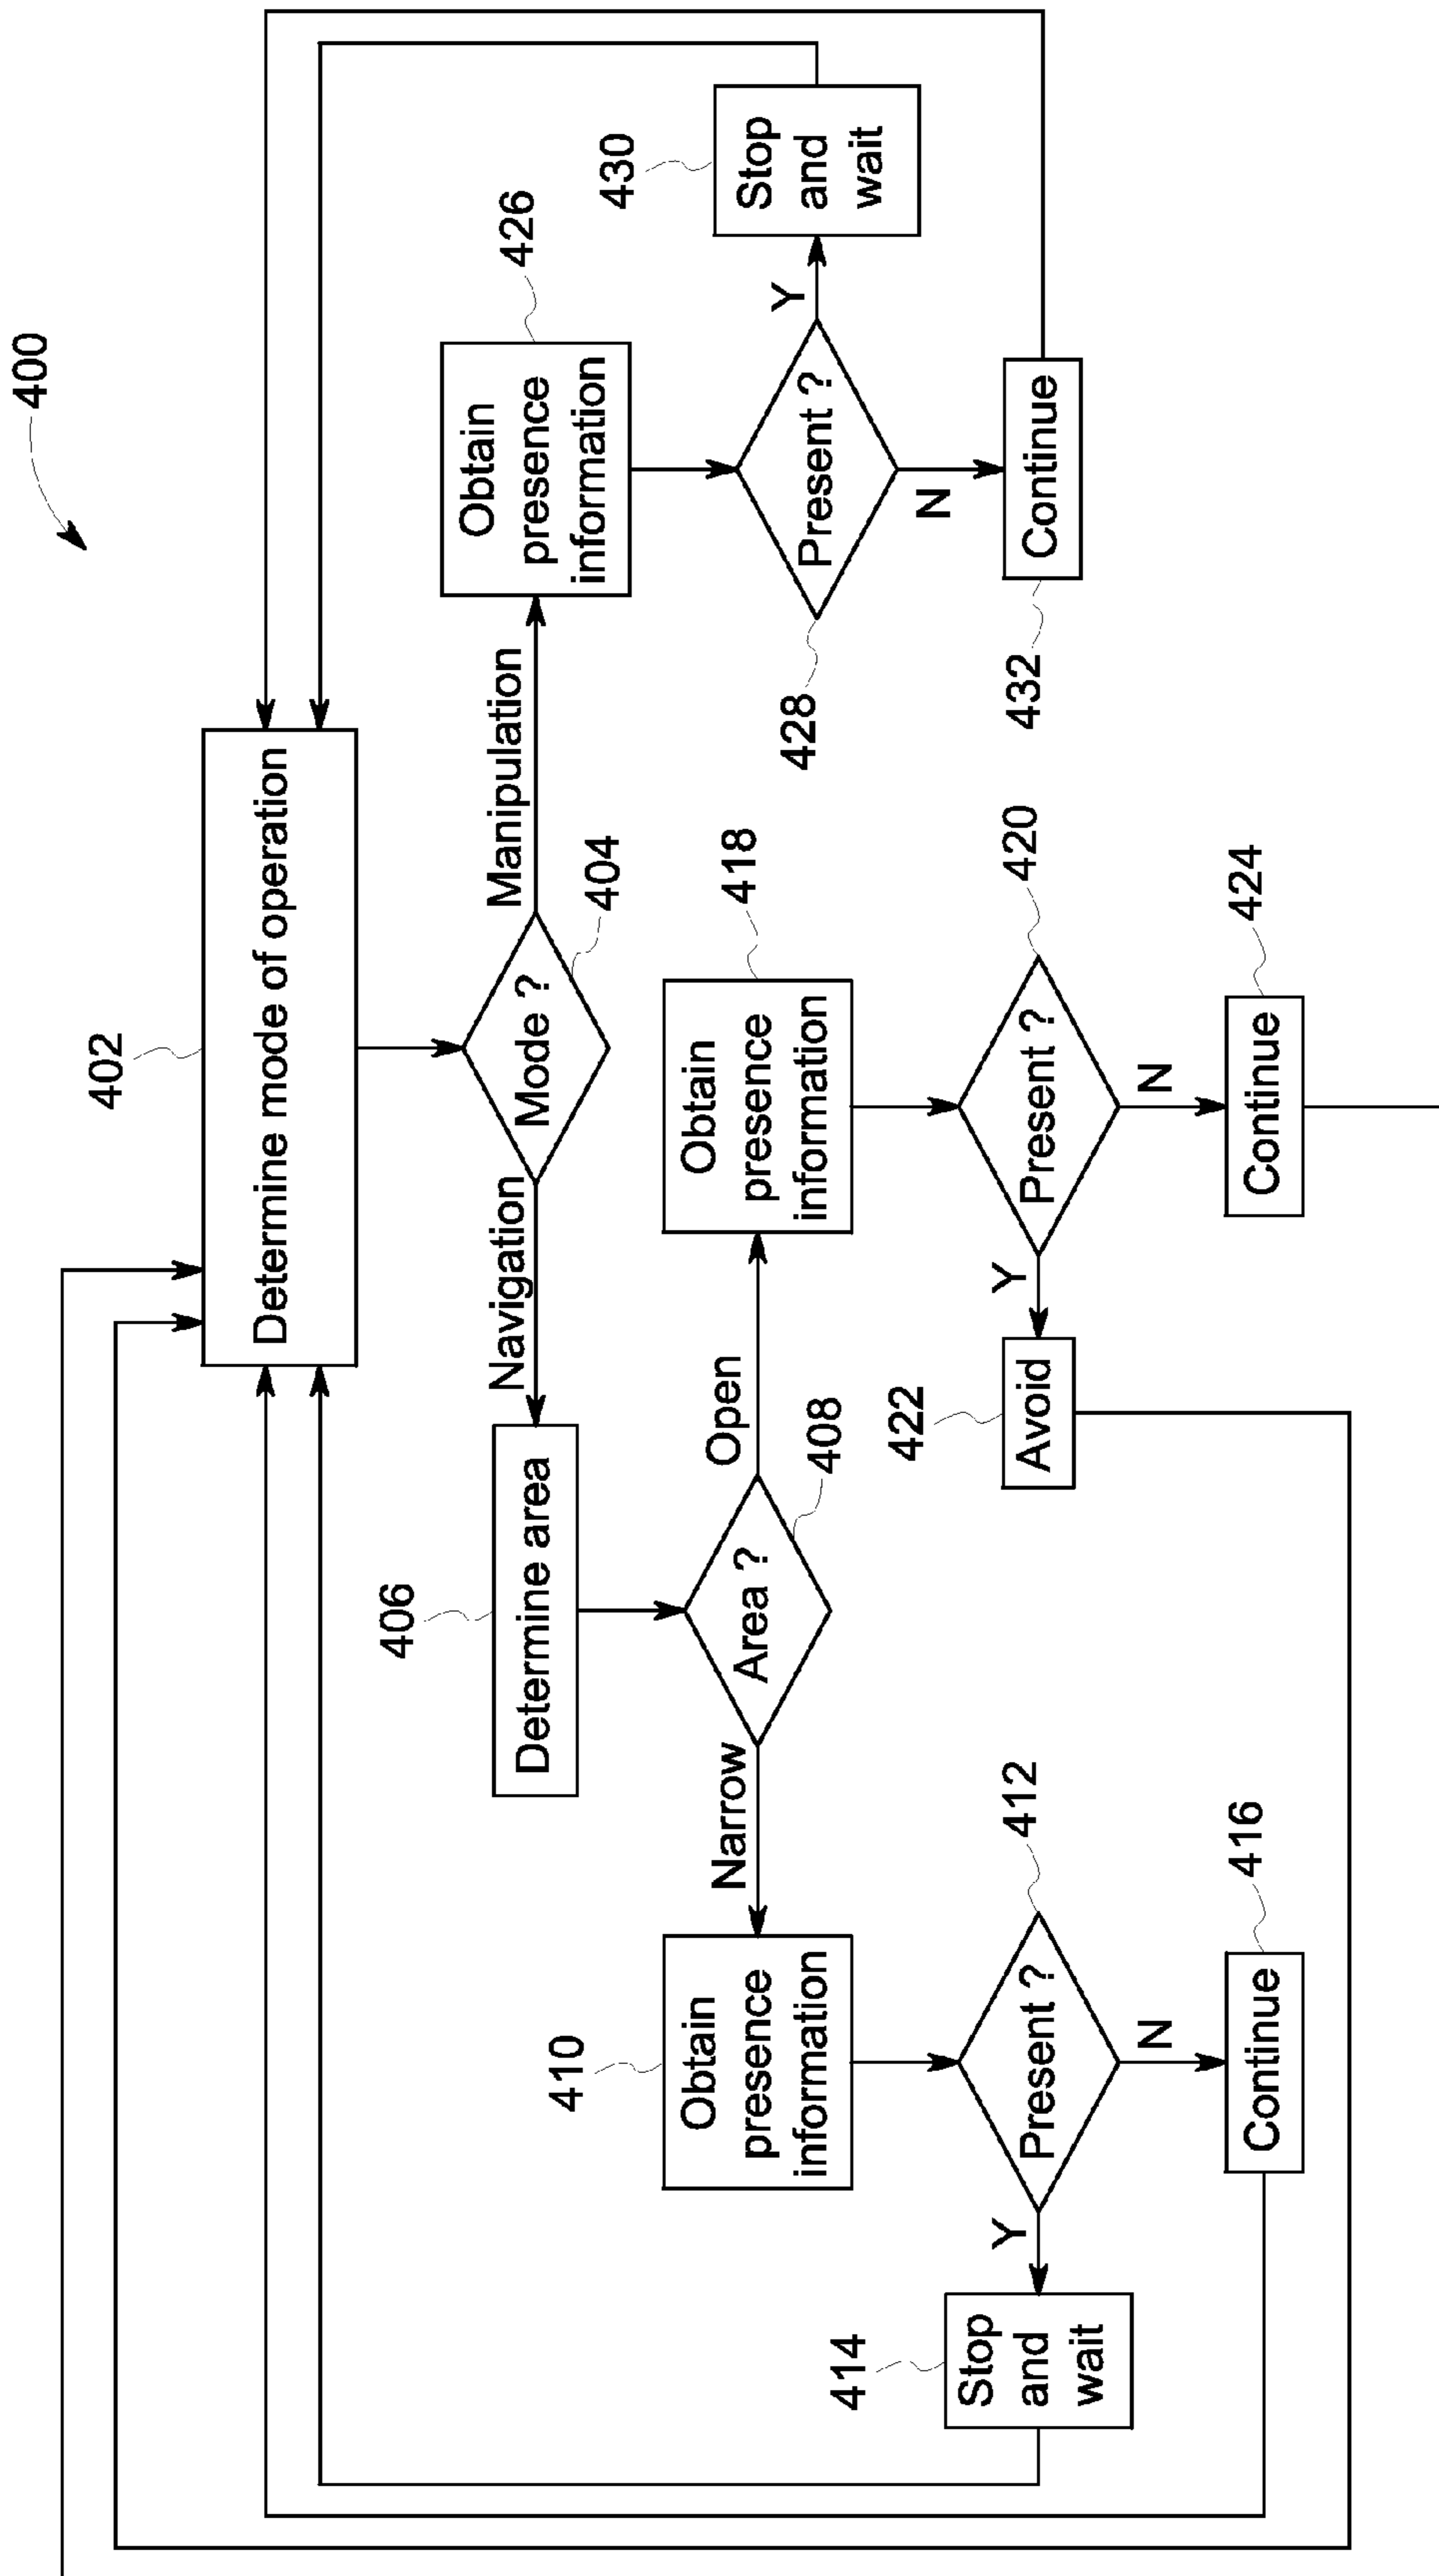 400
402
Determine mode of operation
Mode ?
404
Navigation
Manipulation
406
Determine area
Area ?
408
Narrow
Open
410
Obtain
presence
information
Present ?
412
Y
N
414
Stop
and
wait
Continue
416
Obtain
presence
information
418
Present ?
420
Y
N
422
Avoid
Continue
424
Obtain
presence
information
426
Present ?
428
Y
N
430
Stop
and
wait
Continue
432